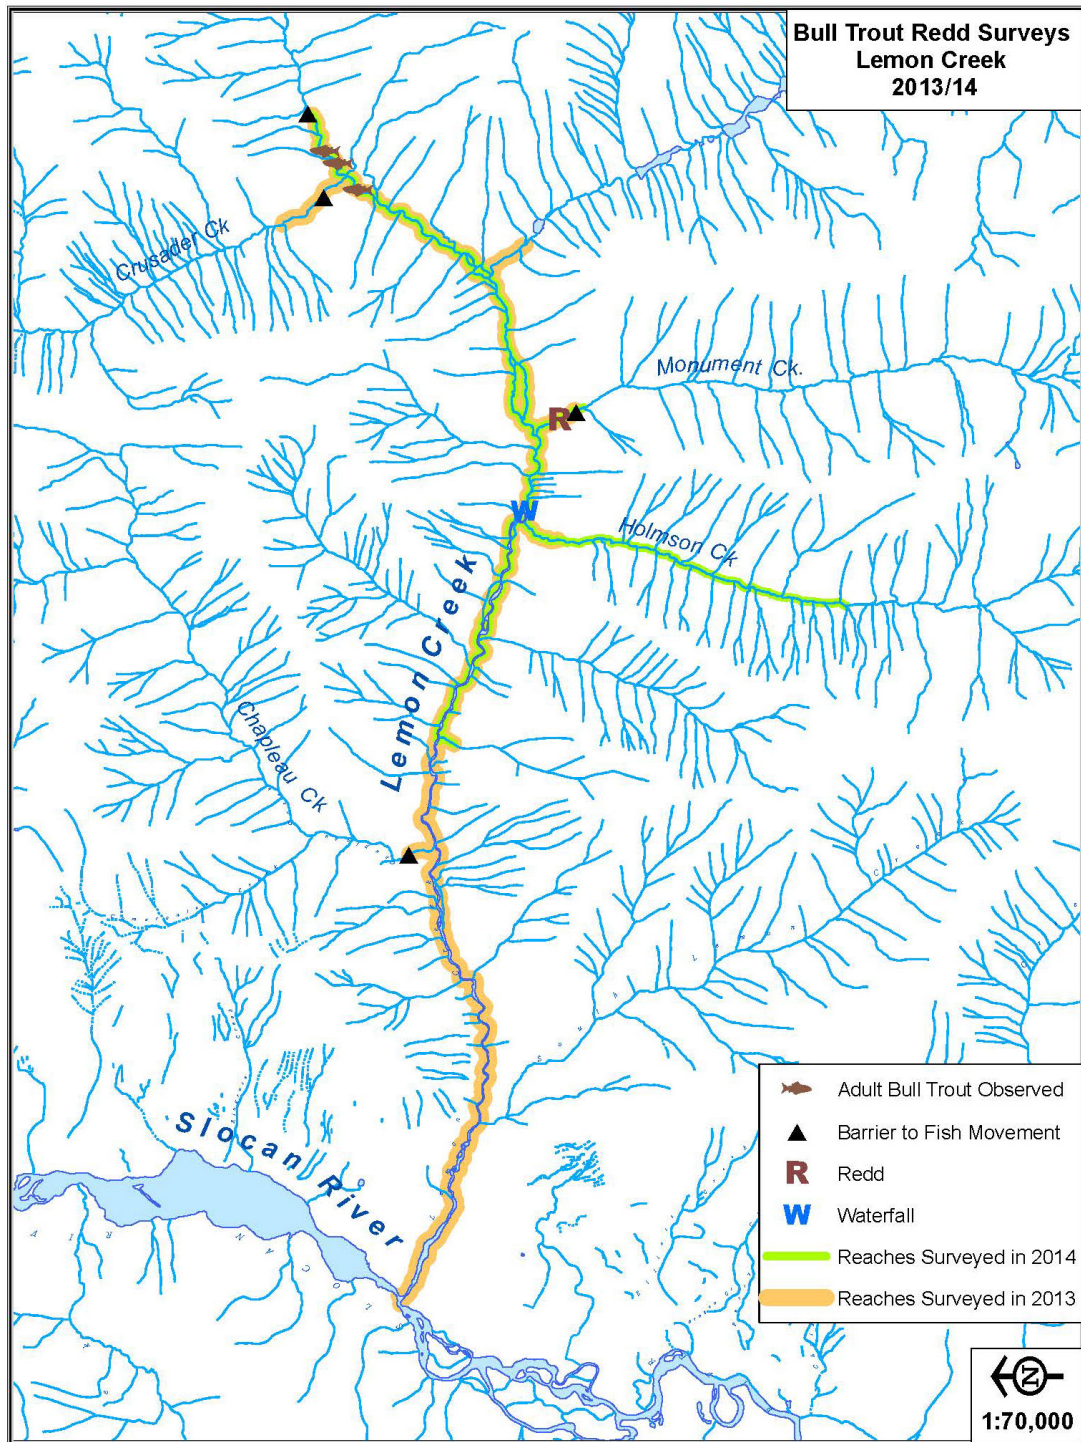 Bull Trout Redd Surveys
Lemon Creek
2013/14
Crusader Ck
Monument Ck.
Holmson Ck
Lemon Creek
Chapleau Ck
Slocan River
Adult Bull Trout Observed
Barrier to Fish Movement
R Redd
W Waterfall
Reaches Surveyed in 2014
Reaches Surveyed in 2013
N
1:70,000
R
W